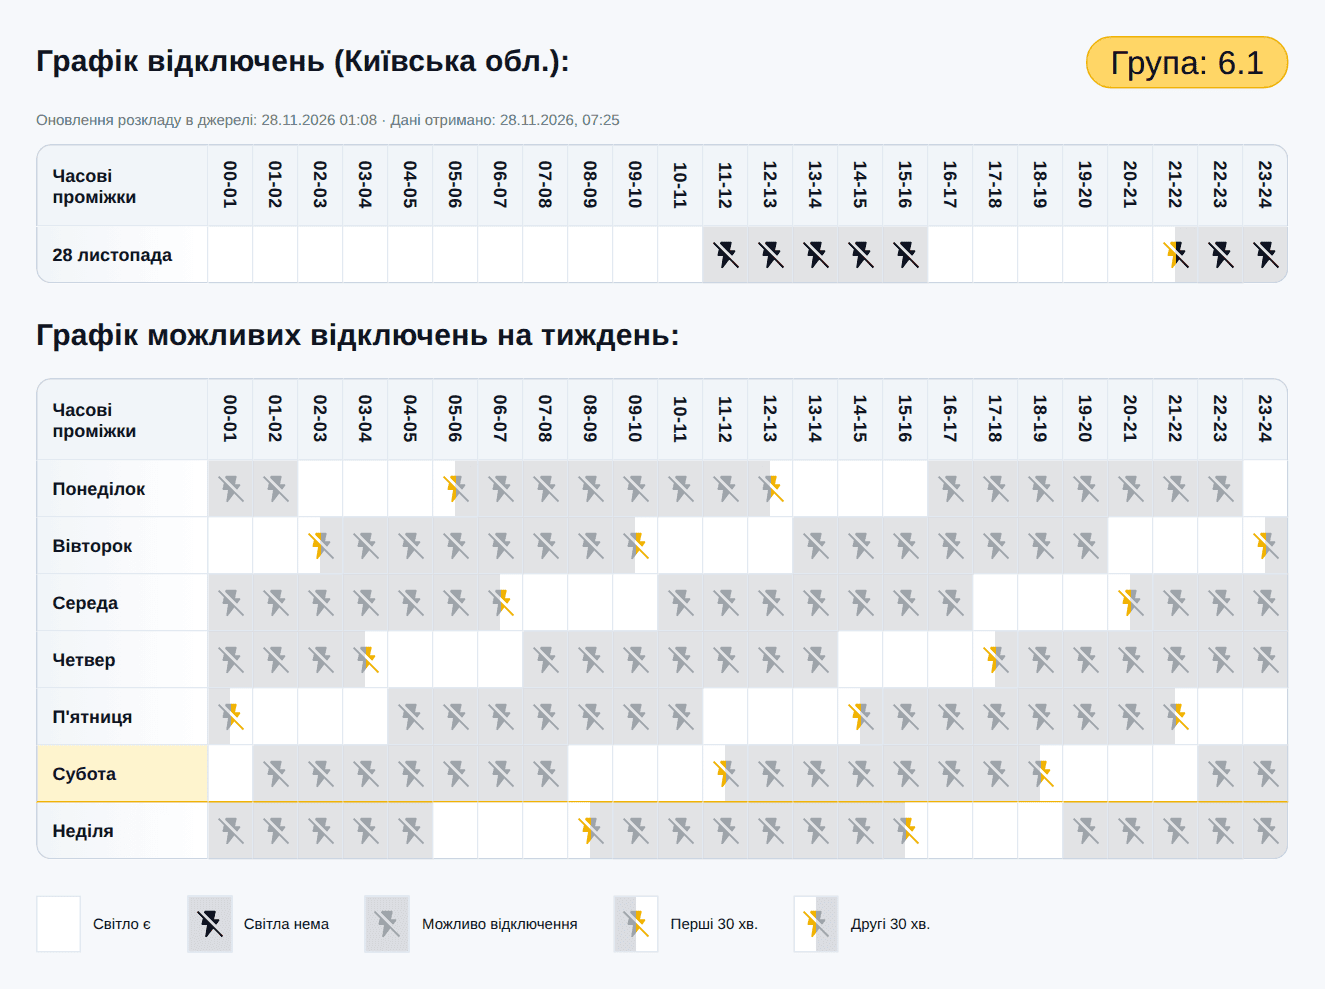 Графік відключень (Київська обл.):
Група: 6.1
Оновлення розкладу в джерелі: 28.11.2026 01:08 · Дані отримано: 28.11.2026, 07:25
Часові проміжки 00-01 01-02 02-03 03-04 04-05 05-06 06-07 07-08 08-09 09-10 10-11 11-12 12-13 13-14 14-15 15-16 16-17 17-18 18-19 19-20 20-21 21-22 22-23 23-24
28 листопада
Графік можливих відключень на тиждень:
Часові проміжки 00-01 01-02 02-03 03-04 04-05 05-06 06-07 07-08 08-09 09-10 10-11 11-12 12-13 13-14 14-15 15-16 16-17 17-18 18-19 19-20 20-21 21-22 22-23 23-24
Понеділок
Вівторок
Середа
Четвер
П'ятниця
Субота
Неділя
Світло є Світла нема Можливо відключення Перші 30 хв. Другі 30 хв.